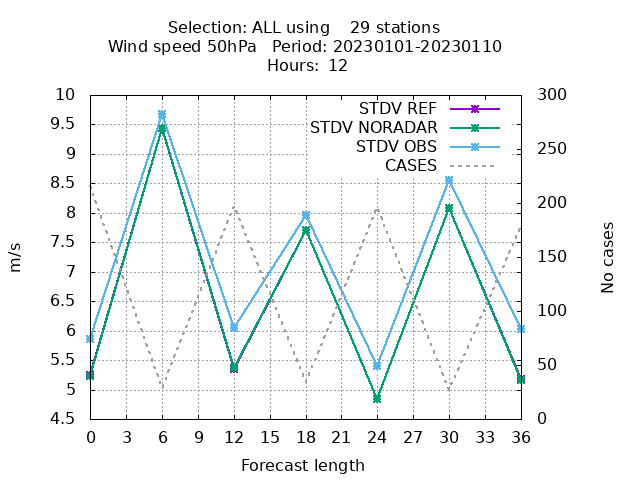 Selection: ALL using    29 stations
Wind speed 50hPa   Period: 20230101-20230110
Hours: 12
10
9.5
9
8.5
8
7.5
7
6.5
6
5.5
5
4.5
m/s
STDV REF
STDV NORADAR
STDV OBS
CASES
300
250
200
150
100
50
0
No cases
0 3 6 9 12 15 18 21 24 27 30 33 36
Forecast length